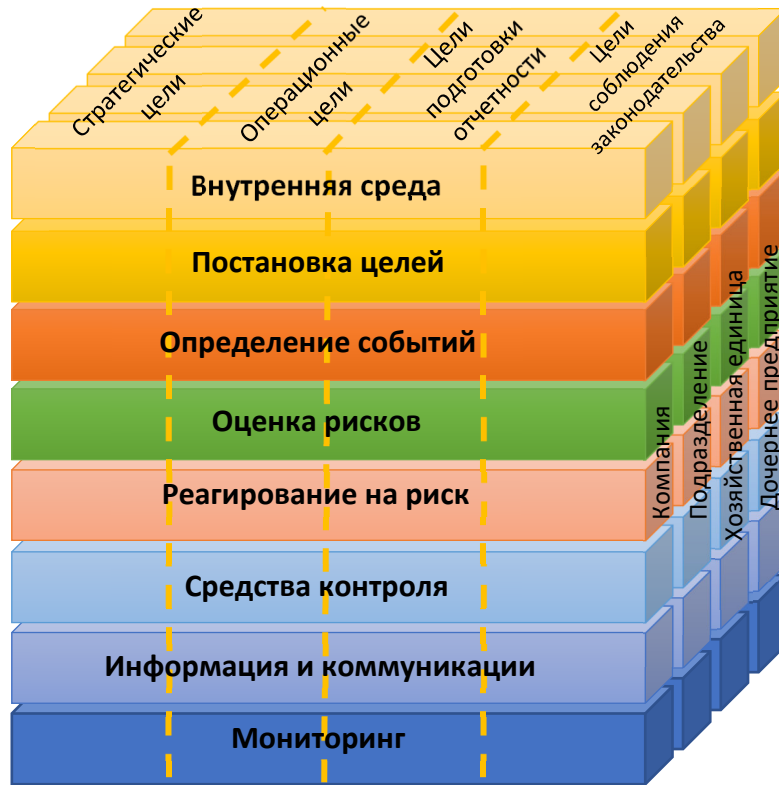 Стратегические
цели
Операционные
цели
Цели
подготовки
отчетности
Цели
соблюдения
законодательства
Внутренняя среда
Постановка целей
Определение событий
Оценка рисков
Реагирование на риск
Средства контроля
Информация и коммуникации
Мониторинг
Компания
Подразделение
Хозяйственная единица
Дочернее предприятие